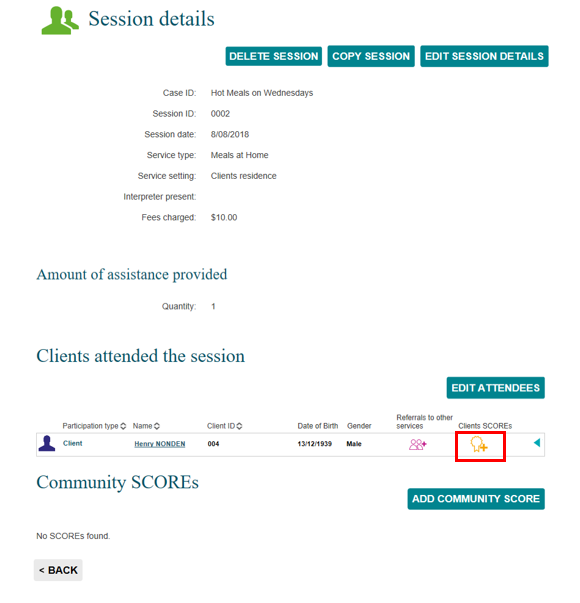 Session details
DELETE SESSION COPY SESSION EDIT SESSION DETAILS
Case ID: Hot Meals on Wednesdays
Session ID: 0002
Session date: 8/08/2018
Service type: Meals at Home
Service setting: Clients residence
Interpreter present:
Fees charged: $10.00
Amount of assistance provided
Quantity: 1
Clients attended the session
EDIT ATTENDEES
Participation type Name Client ID Date of Birth Gender Referrals to other services Clients SCOREs
Client Henry NONDEN 004 13/12/1939 Male
Community SCOREs
ADD COMMUNITY SCORE
No SCOREs found.
< BACK